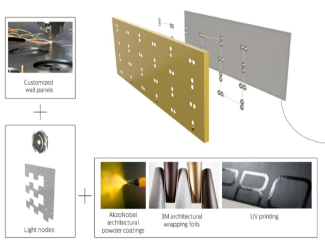 Customized
wall panels
Light nodes
AkzoNobel
architectural
powder coatings
3M architectural
wrapping foils
UV printing